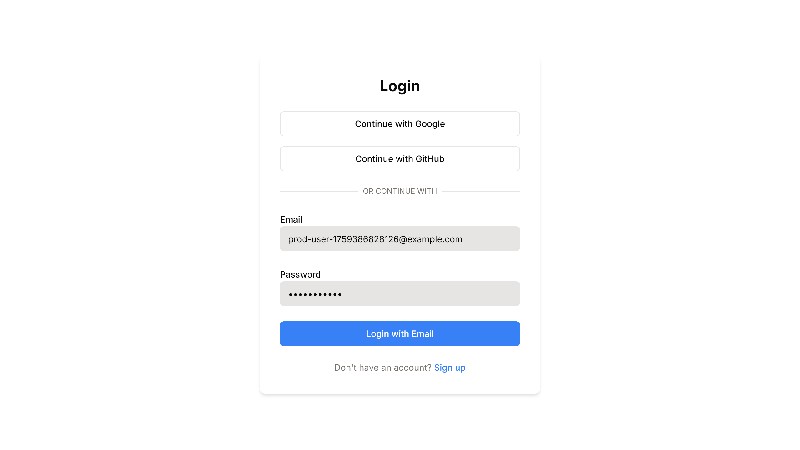 Login
Continue with Google
Continue with GitHub
OR CONTINUE WITH
Email
prod-user-1759386828126@example.com
Password
•••••••••••
Login with Email
Don't have an account? Sign up